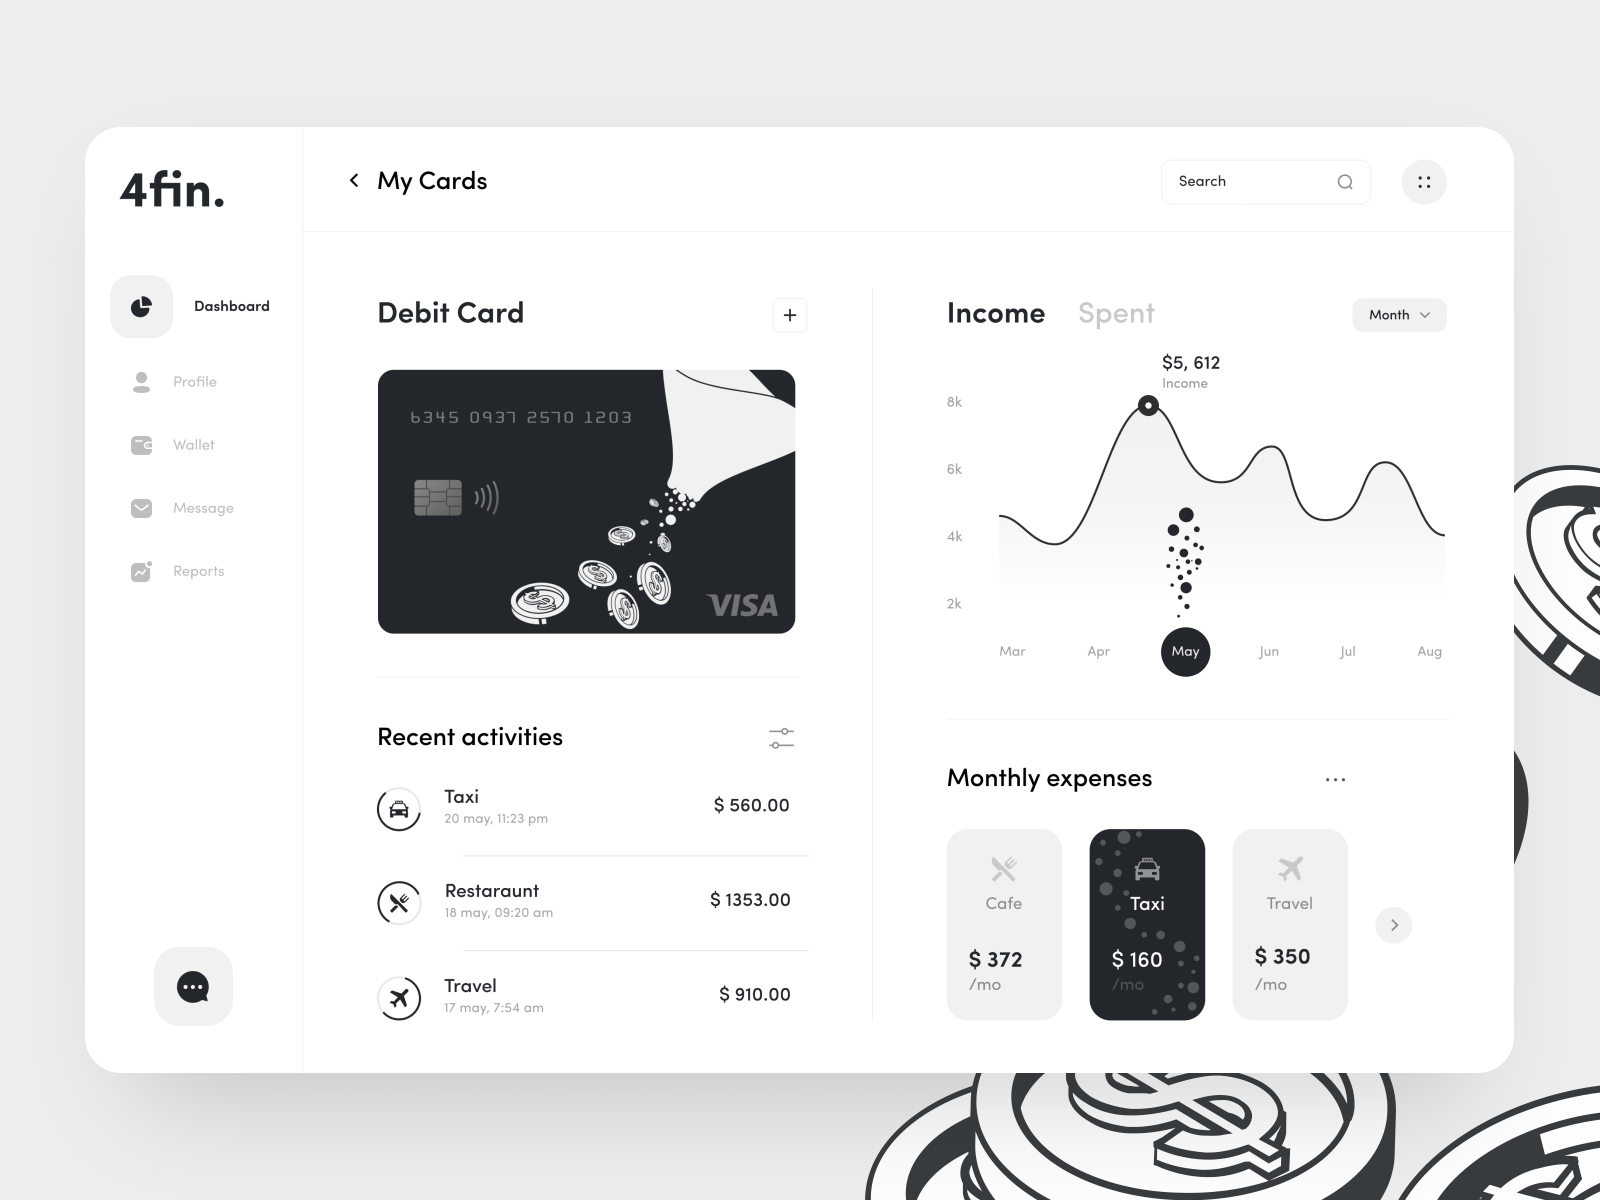 4fin.
My Cards
Search
Dashboard
Profile
Wallet
Message
Reports
Debit Card
6345 0937 2570 1203
VISA
Recent activities
Taxi
20 may, 11:23 pm
$ 560.00
Restaraunt
18 may, 09:20 am
$ 1353.00
Travel
17 may, 7:54 am
$ 910.00
Income
Spent
Month
$5, 612
Income
8k
6k
4k
2k
Mar Apr May Jun Jul Aug
Monthly expenses
Cafe
$ 372
/mo
Taxi
$ 160
/mo
Travel
$ 350
/mo